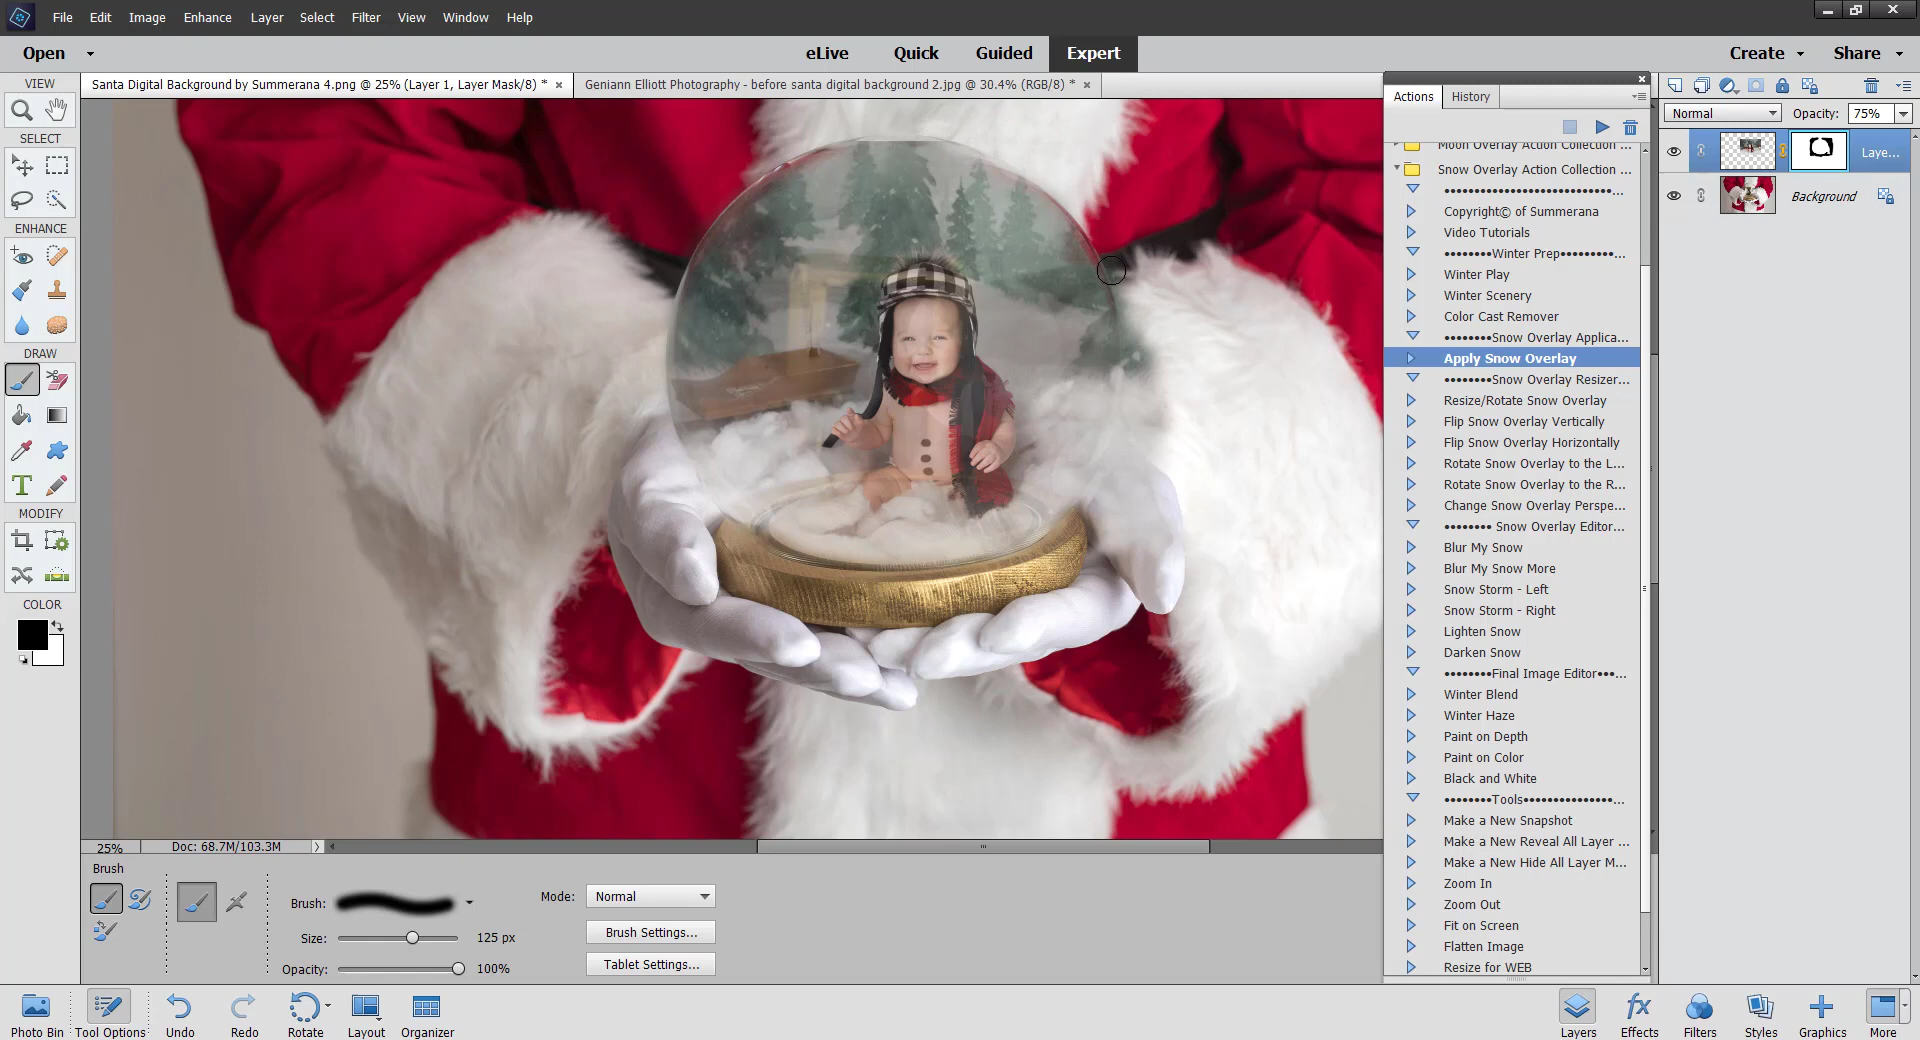 File Edit Image Enhance Layer Select Filter View Window Help
Open eLive Quick Guided Expert Create Share
VIEW
Santa Digital Background by Summerana 4.png @ 25% (Layer 1, Layer Mask/8) * × Geniann Elliott Photography - before santa digital background 2.jpg @ 30.4% (RGB/8) * ×
Actions History
Normal Opacity: 75%
SELECT
Moon Overlay Action Collection ...
Laye...
Snow Overlay Action Collection ...
••••••••••••••••••••••••••••...
Background
Copyright© of Summerana
ENHANCE
Video Tutorials
••••••••Winter Prep•••••••••...
Winter Play
Winter Scenery
Color Cast Remover
••••••••Snow Overlay Applica...
DRAW
Apply Snow Overlay
••••••••Snow Overlay Resizer...
Resize/Rotate Snow Overlay
Flip Snow Overlay Vertically
Flip Snow Overlay Horizontally
Rotate Snow Overlay to the L...
T
Rotate Snow Overlay to the R...
Change Snow Overlay Perspe...
MODIFY
•••••••• Snow Overlay Editor...
Blur My Snow
Blur My Snow More
Snow Storm - Left
COLOR
Snow Storm - Right
Lighten Snow
Darken Snow
••••••••Final Image Editor•••...
Winter Blend
Winter Haze
Paint on Depth
Paint on Color
Black and White
••••••••Tools•••••••••••••••...
Make a New Snapshot
Make a New Reveal All Layer ...
25% Doc: 68.7M/103.3M
Make a New Hide All Layer M...
Brush
Zoom In
Brush: Mode: Normal
Zoom Out
Fit on Screen
Size: 125 px Brush Settings...
Flatten Image
Opacity: 100% Tablet Settings...
Resize for WEB
fx
Photo Bin Tool Options Undo Redo Rotate Layout Organizer Layers Effects Filters Styles Graphics More